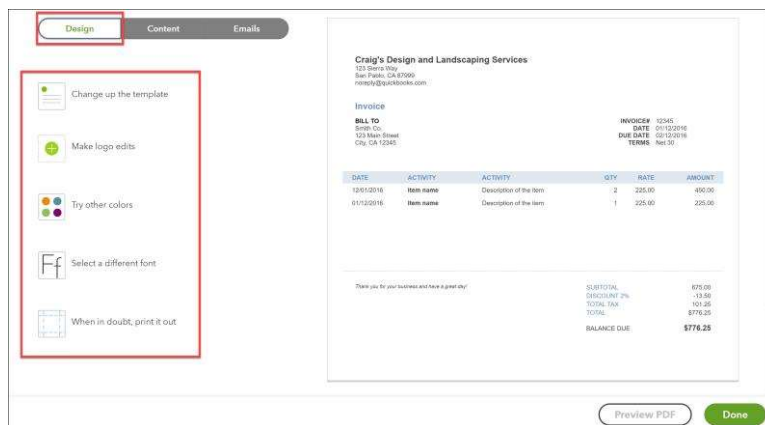 Design Content Emails
Change up the template
Make logo edits
Try other colors
Ff Select a different font
When in doubt, print it out
Craig's Design and Landscaping Services
123 Sierra Way
San Pablo, CA 87999
noreply@quickbooks.com
Invoice
BILL TO
Smith Co.
123 Main Street
City, CA 12345
INVOICE# 12345
DATE 01/12/2016
DUE DATE 02/12/2016
TERMS Net 30
DATE ACTIVITY ACTIVITY QTY RATE AMOUNT
12/01/2016 Item name Description of the item 2 225.00 450.00
01/12/2016 Item name Description of the item 1 225.00 225.00
Thank you for your business and have a great day!
SUBTOTAL 675.00
DISCOUNT 2% -13.50
TOTAL TAX 101.25
TOTAL $776.25
BALANCE DUE $776.25
Preview PDF Done